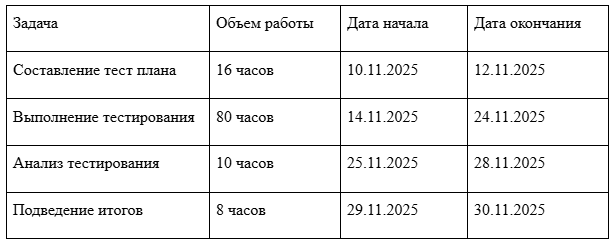 Задача Объем работы Дата начала Дата окончания
Составление тест плана 16 часов 10.11.2025 12.11.2025
Выполнение тестирования 80 часов 14.11.2025 24.11.2025
Анализ тестирования 10 часов 25.11.2025 28.11.2025
Подведение итогов 8 часов 29.11.2025 30.11.2025